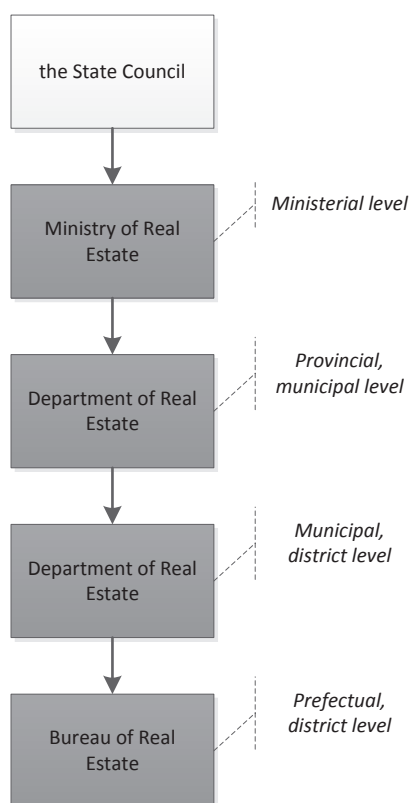 the State Council
Ministry of Real
Estate
Ministerial level
Department of Real
Estate
Provincial,
municipal level
Department of Real
Estate
Municipal,
district level
Bureau of Real
Estate
Prefectual,
district level